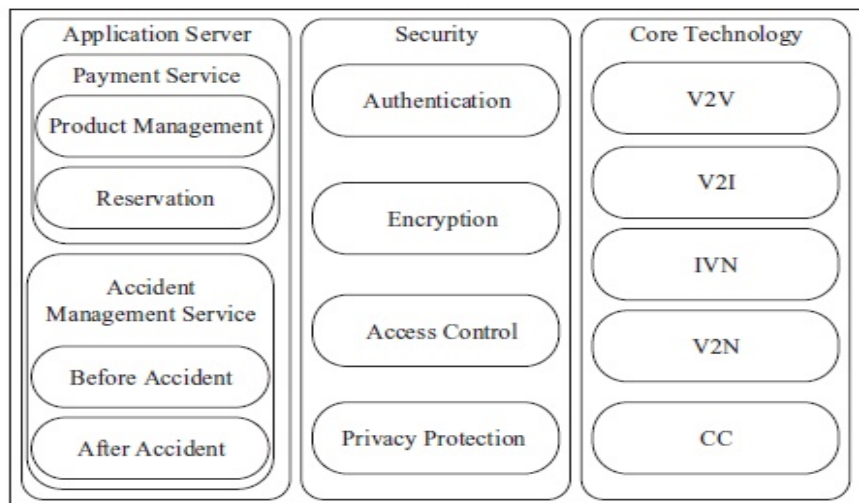 Application Server
Payment Service
Product Management
Reservation
Accident
Management Service
Before Accident
After Accident
Security
Authentication
Encryption
Access Control
Privacy Protection
Core Technology
V2V
V2I
IVN
V2N
CC